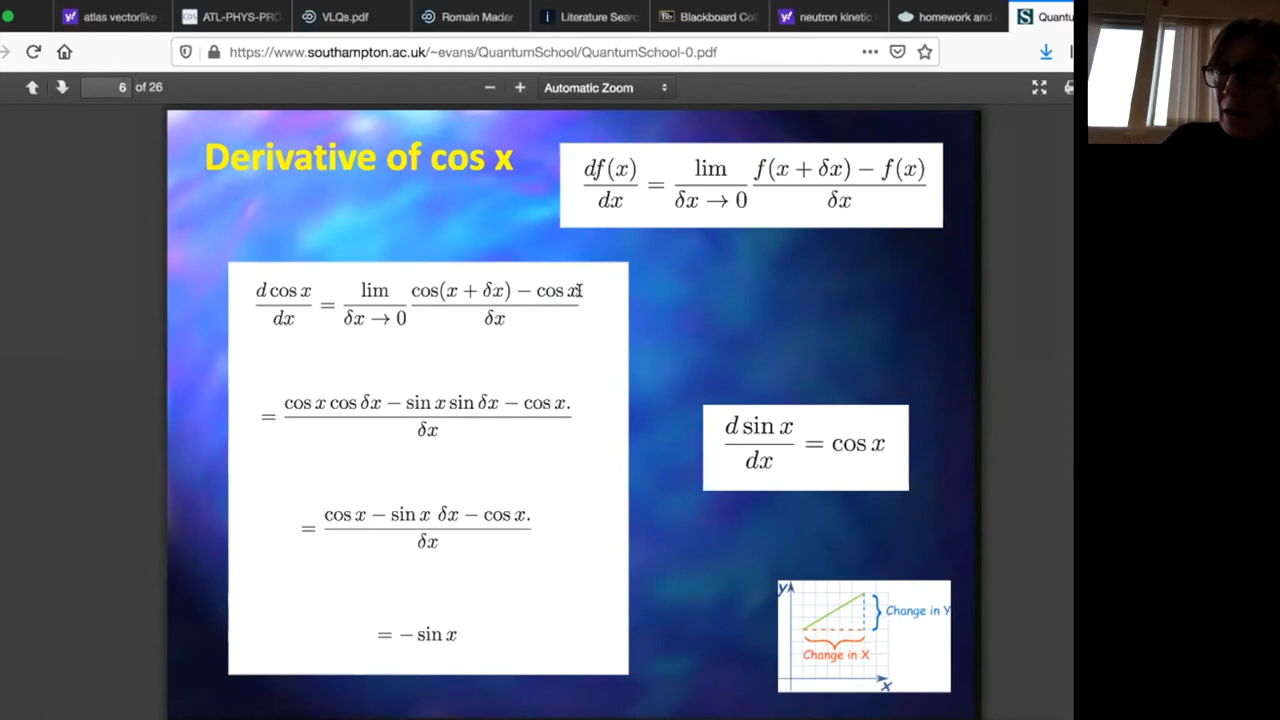 atlas vectorlike
ATL-PHYS-PRO
VLQs.pdf
Romain Mader
Literature Searc
Blackboard Col
neutron kinetic
homework and
Quantu
https://www.southampton.ac.uk/~evans/QuantumSchool/QuantumSchool-0.pdf
6 of 26
− + Automatic Zoom
Derivative of cos x
df(x)/dx = lim δx → 0 f(x + δx) − f(x)/δx
d cos x/dx = lim δx → 0 cos(x + δx) − cos x/δx
= cos x cos δx − sin x sin δx − cos x./δx
d sin x/dx = cos x
= cos x − sin x δx − cos x./δx
= − sin x
y
Change in Y
Change in X
x